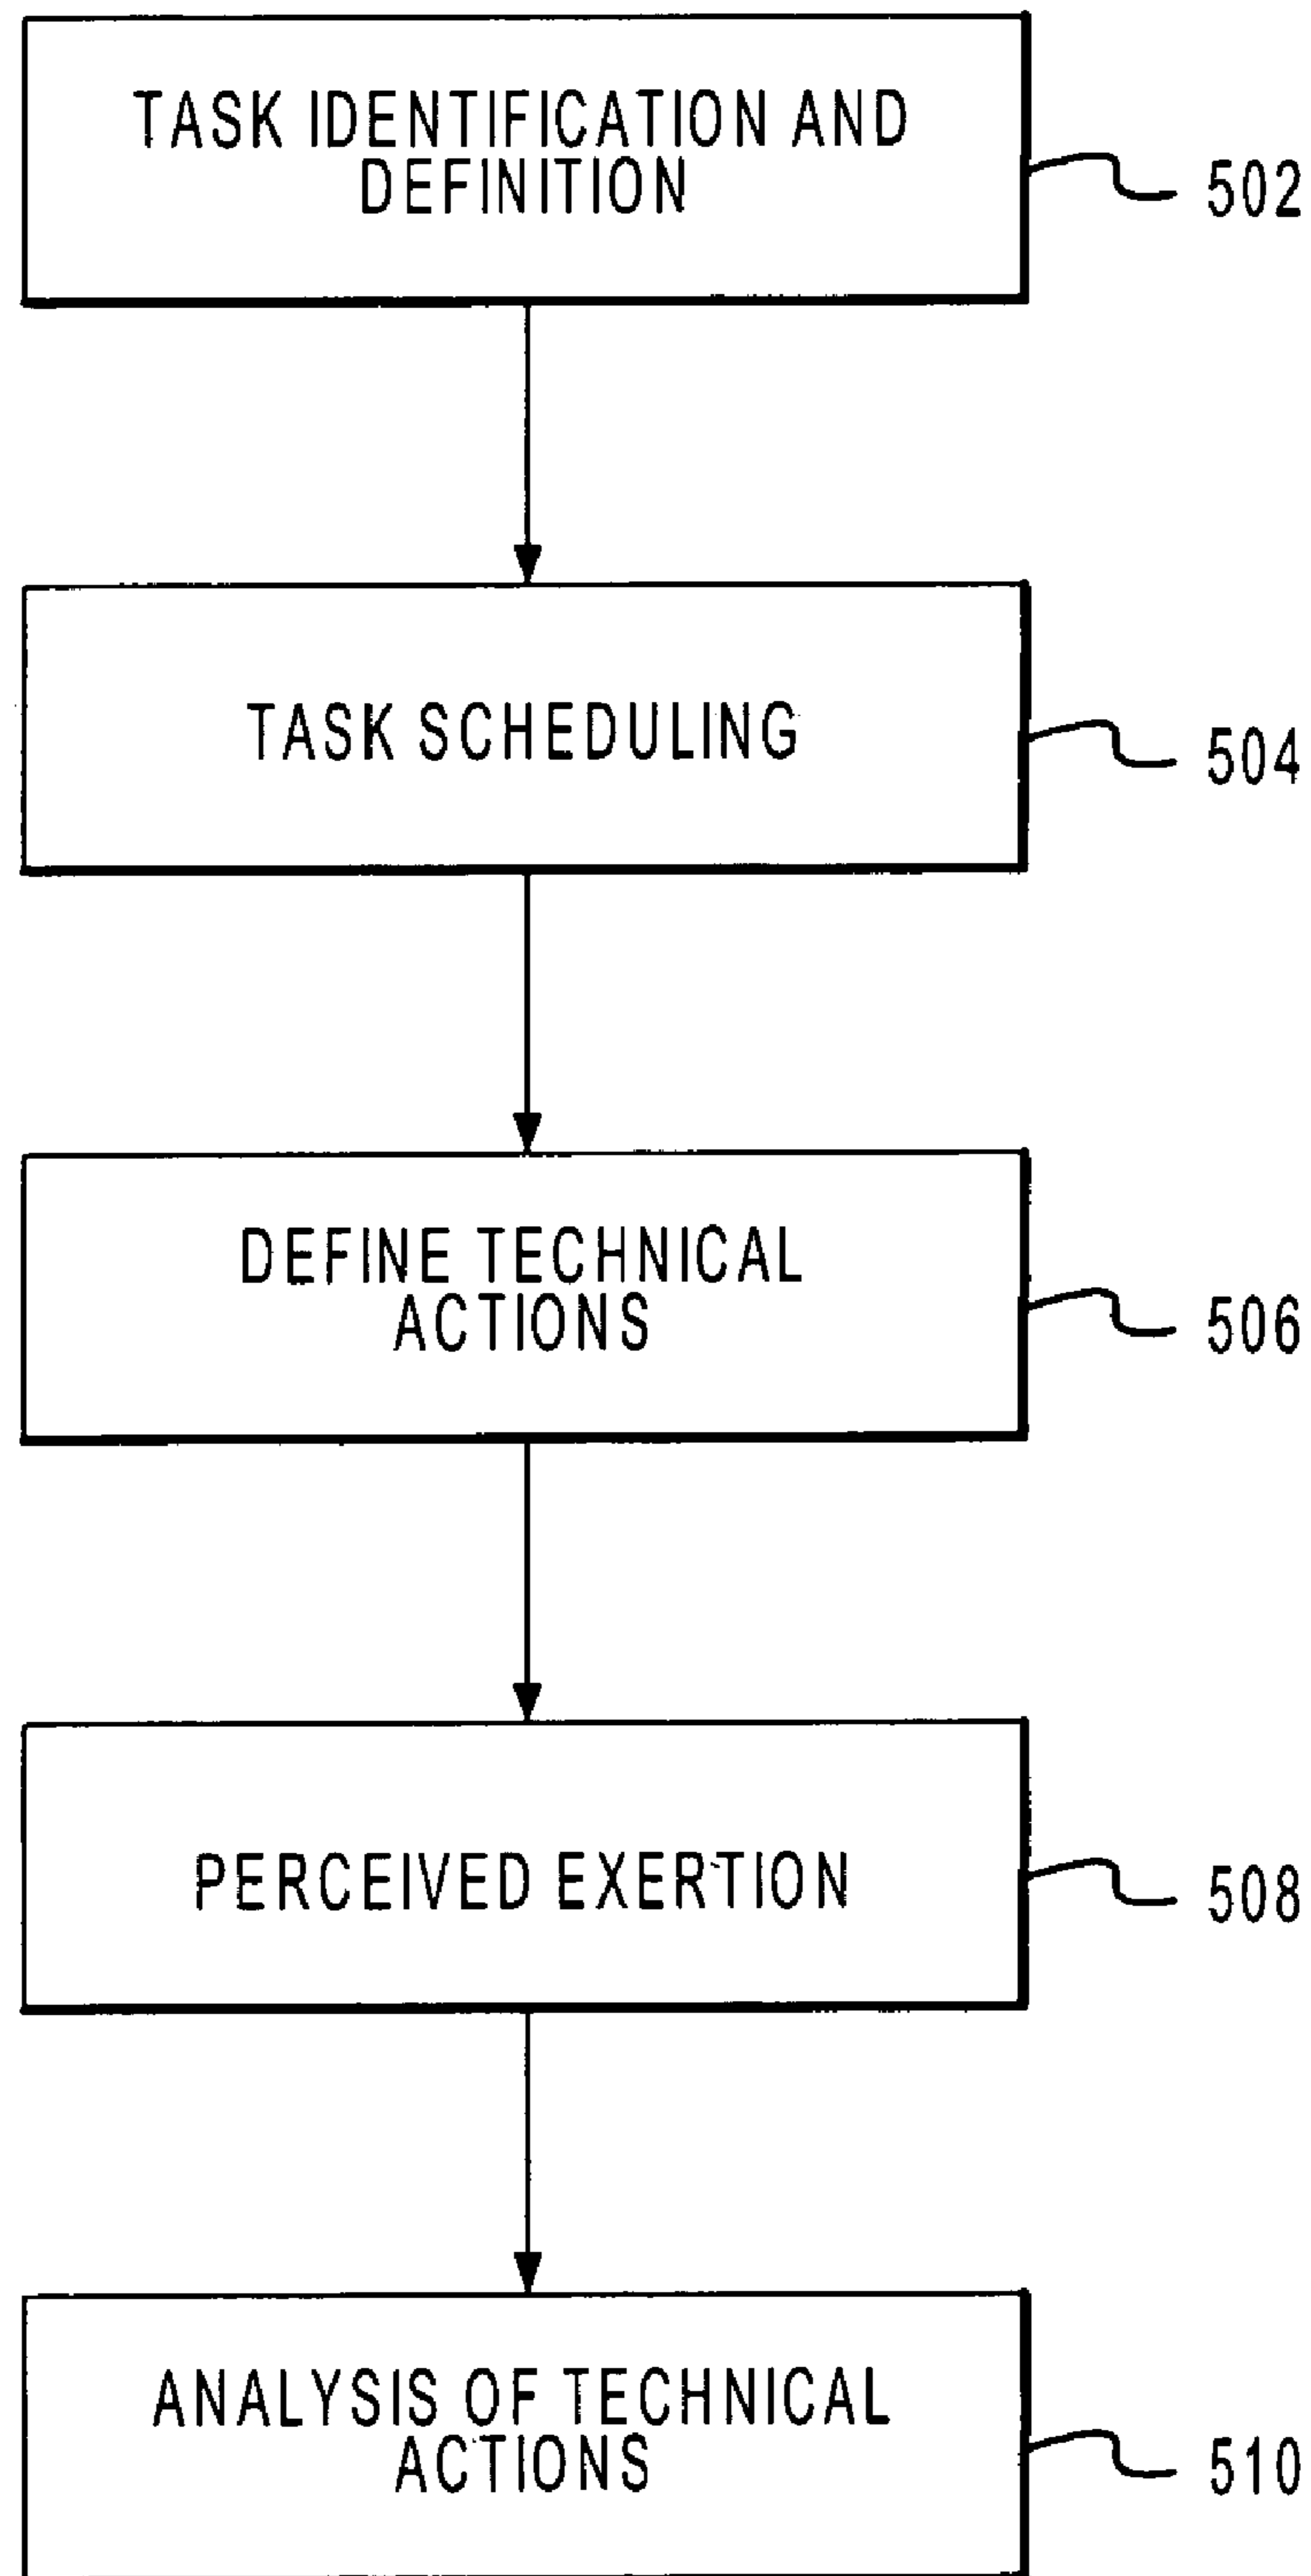 TASK IDENTIFICATION AND
DEFINITION
502
TASK SCHEDULING
504
DEFINE TECHNICAL
ACTIONS
506
PERCEIVED EXERTION
508
ANALYSIS OF TECHNICAL
ACTIONS
510